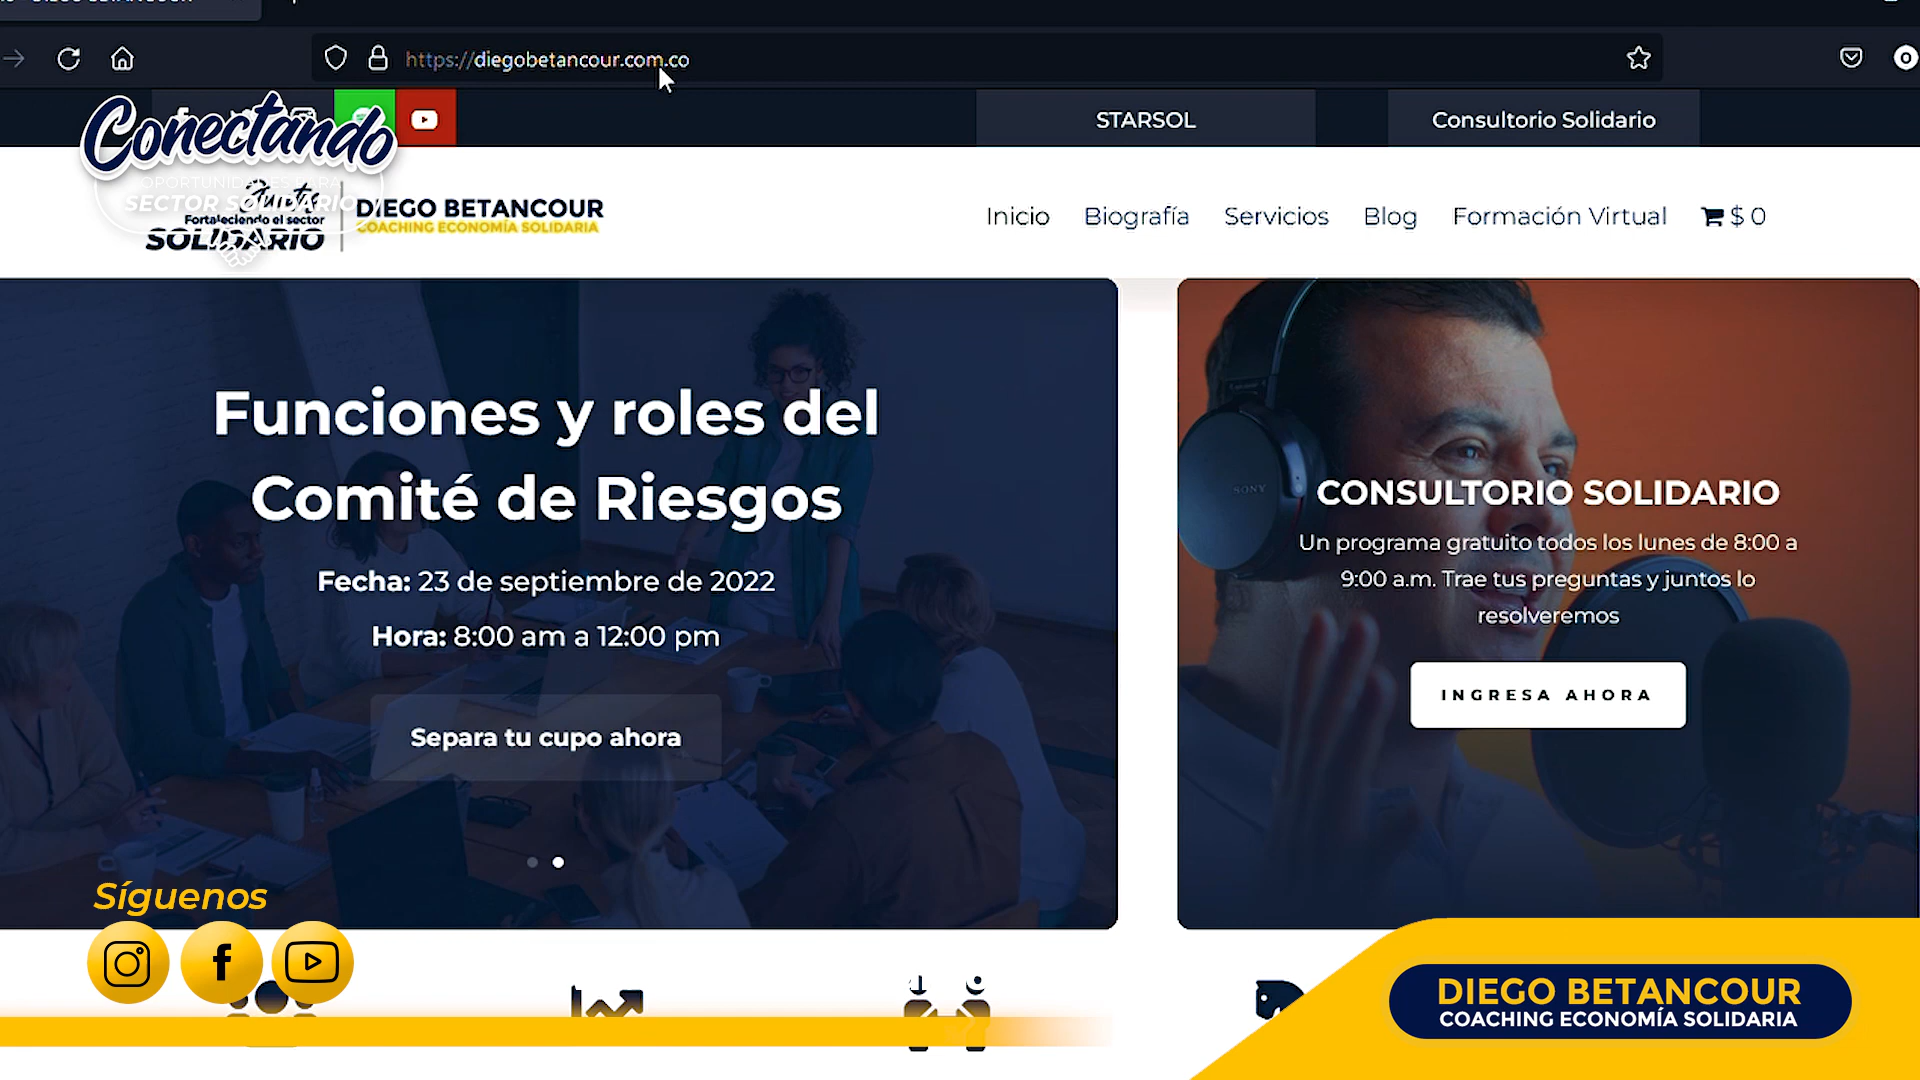 https://diegobetancour.com.co
STARSOL
Consultorio Solidario
Conectando
OPORTUNIDADES PARA
SECTOR SOLIDARIO
Juntos
Fortaleciendo el sector
SOLIDARIO
DIEGO BETANCOUR
COACHING ECONOMÍA SOLIDARIA
Inicio
Biografía
Servicios
Blog
Formación Virtual
$ 0
Funciones y roles del
Comité de Riesgos
Fecha: 23 de septiembre de 2022
Hora: 8:00 am a 12:00 pm
Separa tu cupo ahora
SONY
CONSULTORIO SOLIDARIO
Un programa gratuito todos los lunes de 8:00 a
9:00 a.m. Trae tus preguntas y juntos lo
resolveremos
INGRESA AHORA
Síguenos
DIEGO BETANCOUR
COACHING ECONOMÍA SOLIDARIA